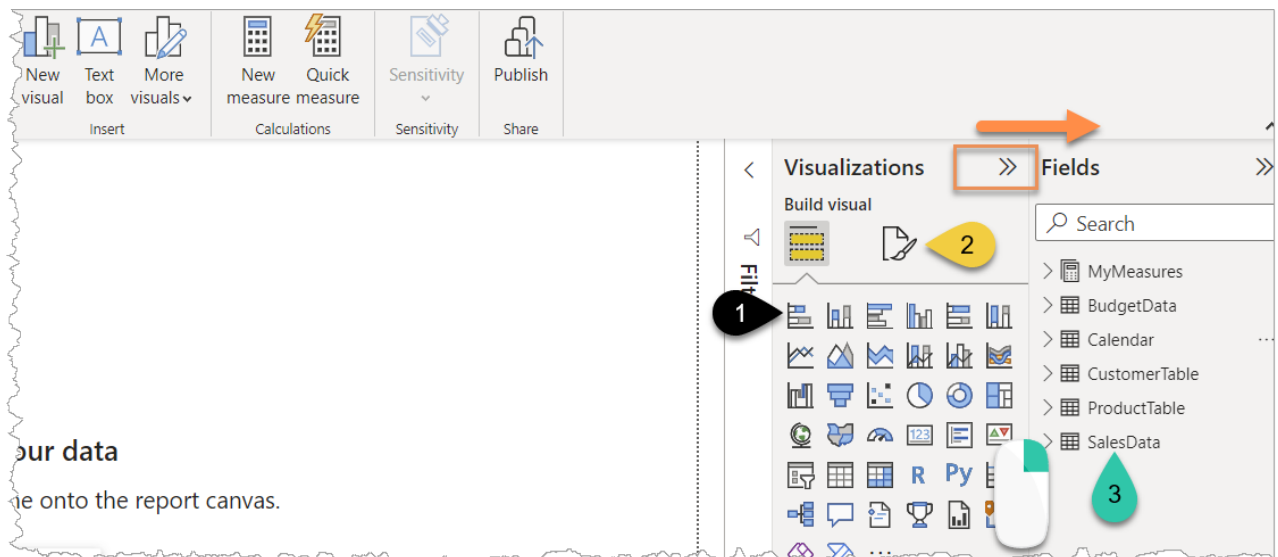 New Text More New Quick Sensitivity Publish
visual box visuals measure measure
Insert Calculations Sensitivity Share
Visualizations Fields
Build visual
Search
2
Filt
MyMeasures
1
BudgetData
Calendar
CustomerTable
ProductTable
123
SalesData
R Py
3
our data
e onto the report canvas.